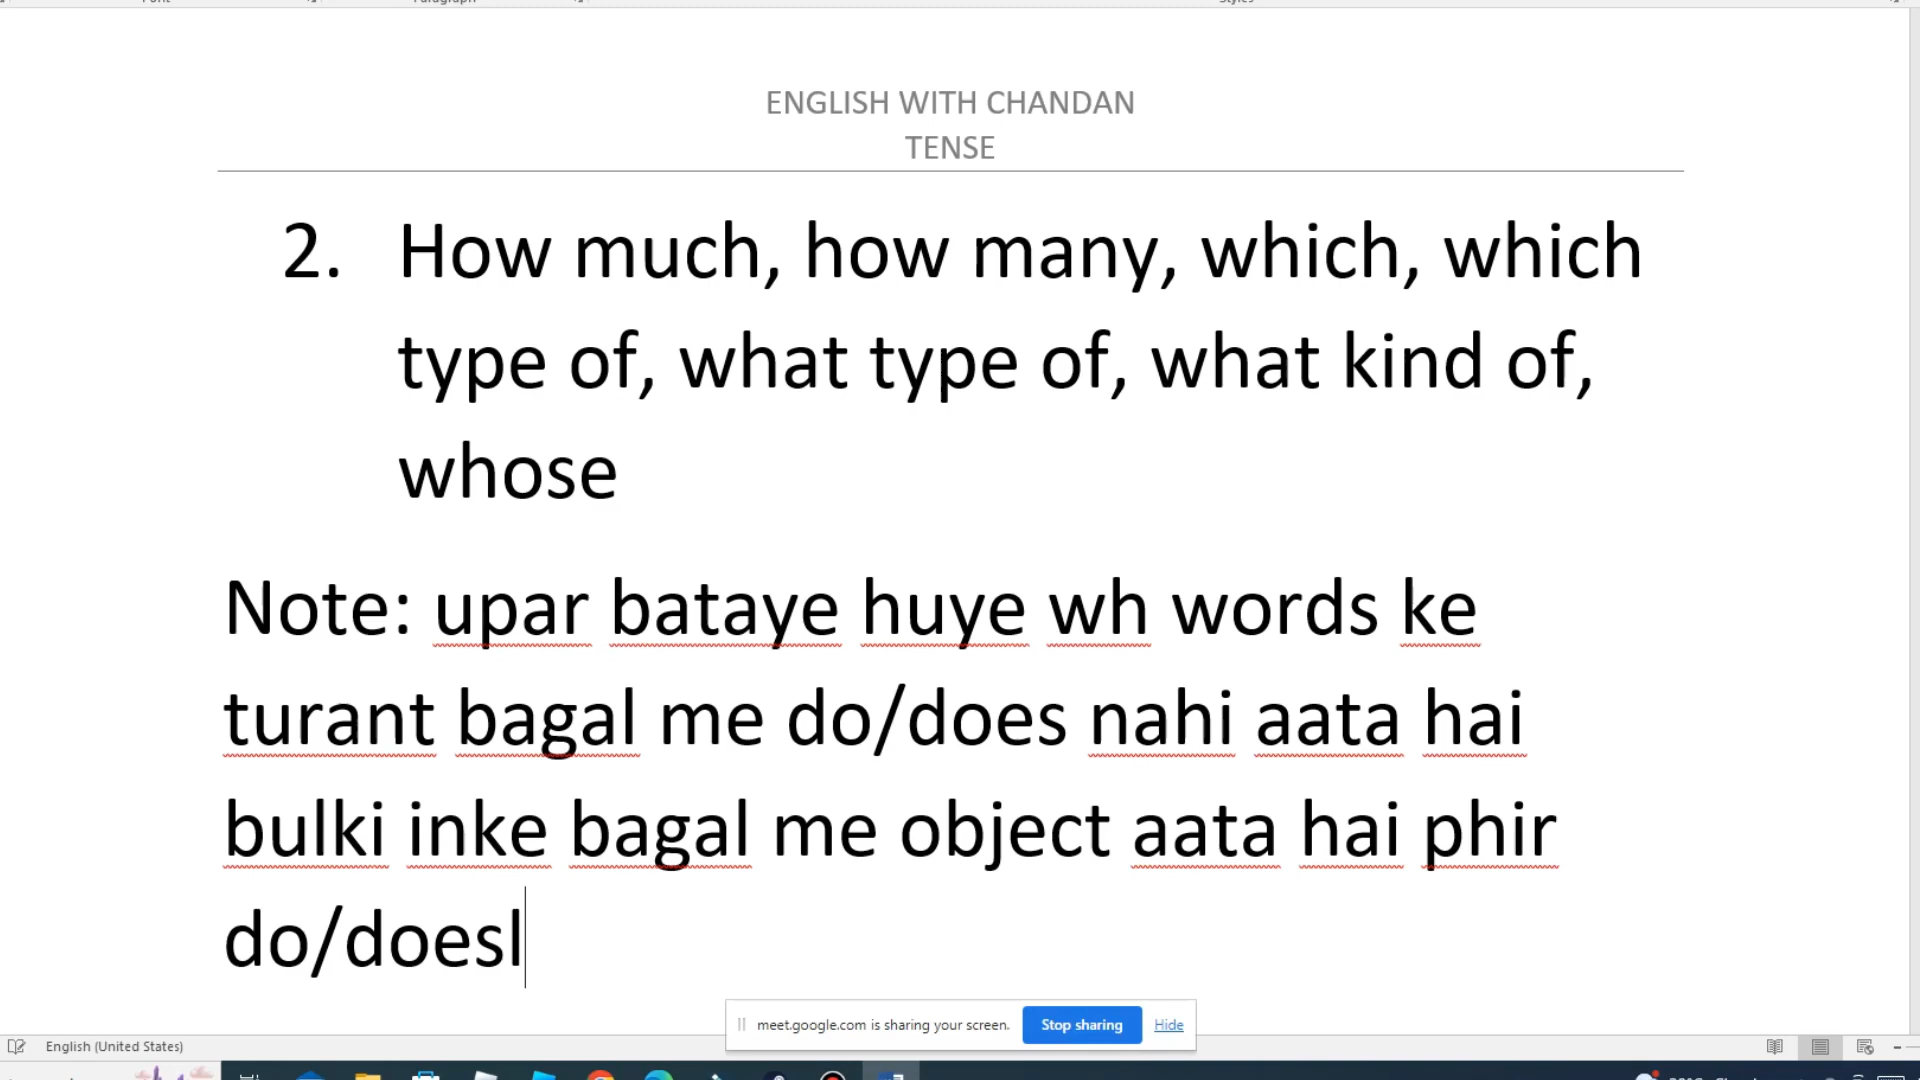 ENGLISH WITH CHANDAN
TENSE
2. How much, how many, which, which
type of, what type of, what kind of,
whose
Note: upar bataye huye wh words ke
turant bagal me do/does nahi aata hai
bulki inke bagal me object aata hai phir
do/doesl
meet.google.com is sharing your screen. Stop sharing Hide
English (United States)